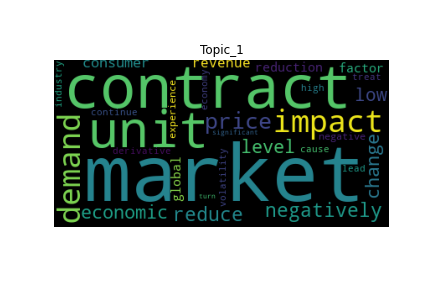 Topic_1
consumer revenue reduction factor
industry contract treat
experience economy high low
continue unit price impact
demand significant negative
derivative level cause change
market global volatility lead
turn
economic reduce negatively